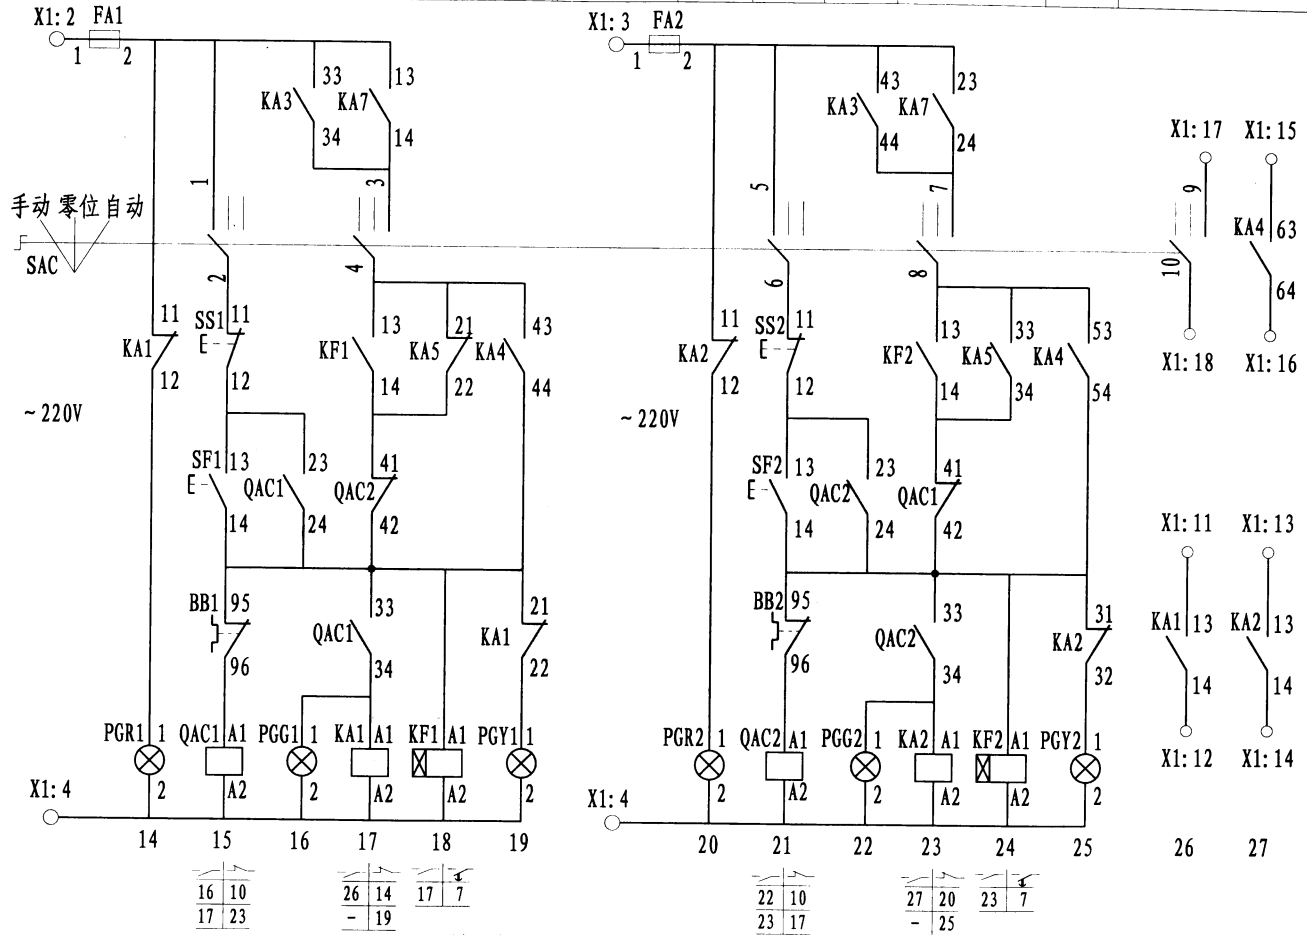 X1:2 FA1 X1:3 FA2
1 2 1 2
33 13 43 23
KA3 KA7 KA3 KA7
34 14 44 24
X1:17 X1:15
1 3 5 7 9
手动 零位 自动
KA4 63
SAC
2 4 6 8 10
64
11 SS1 11 13 21 43 11 SS2 11 13 33 53
KA1 KF1 KA5 KA4 KA2 KF2 KA5 KA4
X1:18 X1:16
12 12 14 22 44 12 12 14 34 54
~220V ~220V
SF1 13 23 41 SF2 13 23 41
QAC1 QAC2 QAC2 QAC1
14 24 42 14 24 42
X1:11 X1:13
BB1 95 33 21 BB2 95 33 31
QAC1 KA1 QAC2 KA2 KA1 13 KA2 13
96 34 22 96 34 32 14 14
PGR1 1 QAC1 A1 PGG1 1 KA1 A1 KF1 A1 PGY1 1 PGR2 1 QAC2 A1 PGG2 1 KA2 A1 KF2 A1 PGY2 1
X1:12 X1:14
X1:4 2 A2 2 A2 A2 2 X1:4 2 A2 2 A2 A2 2
14 15 16 17 18 19 20 21 22 23 24 25 26 27
16 10 26 14 17 7 22 10 27 20 23 7
17 23 - 19 23 17 - 25